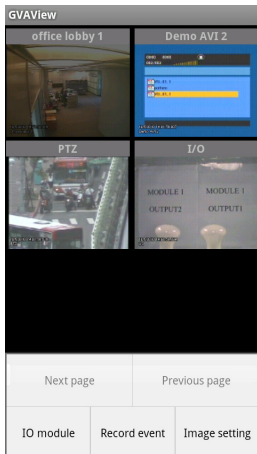 GVAView
office lobby 1
Demo AVI 2
PTZ
I/O
MODULE 1
MODULE 1
OUTPUT2
OUTPUT1
Next page
Previous page
IO module
Record event
Image setting